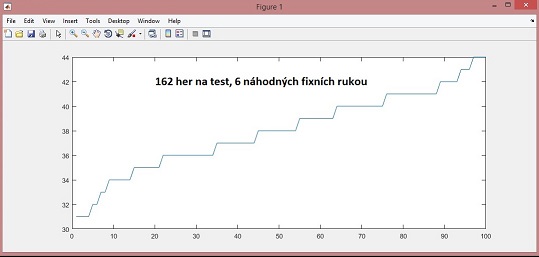 Figure 1
File Edit View Insert Tools Desktop Window Help
162 her na test, 6 náhodných fixních rukou
44
42
40
38
36
34
32
30
0 10 20 30 40 50 60 70 80 90 100